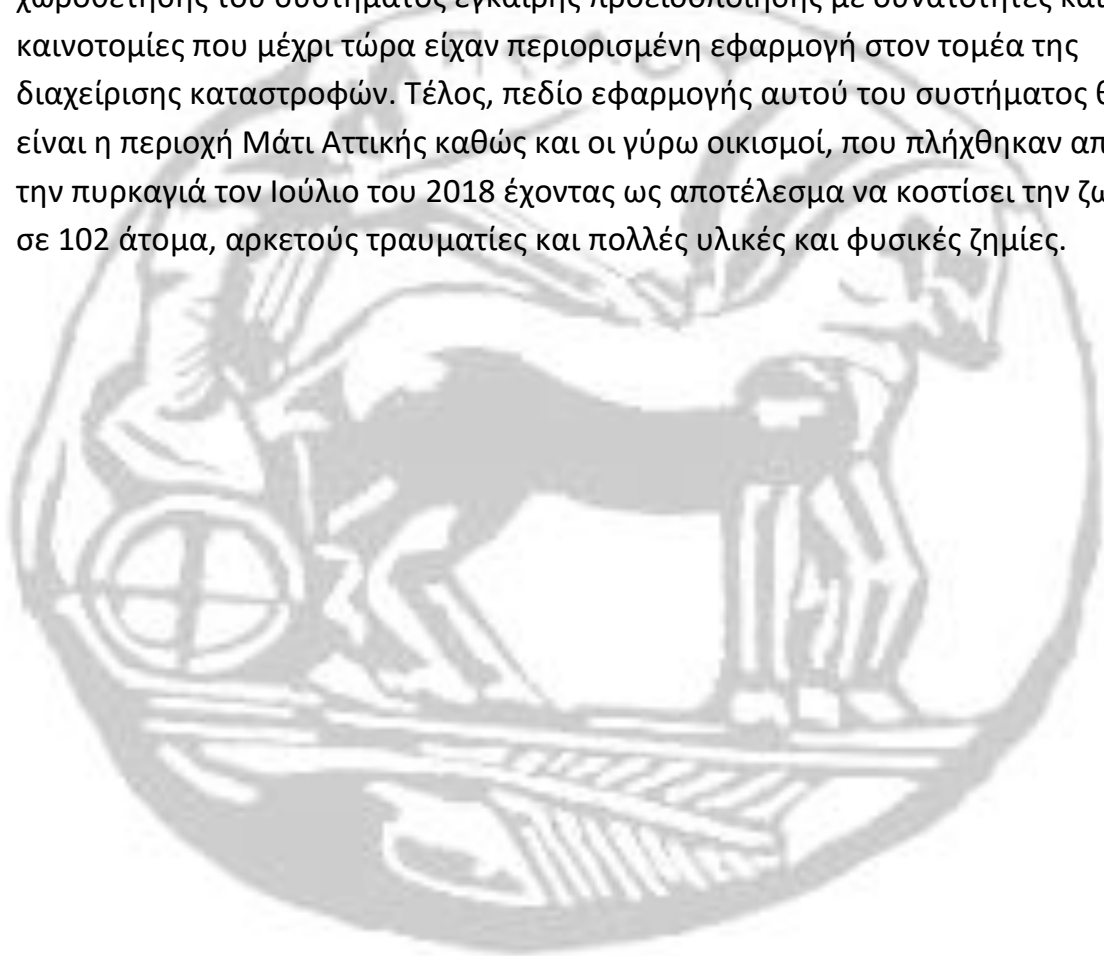 καινοτομίες που μέχρι τώρα είχαν περιορισμένη εφαρμογή στον τομέα της
διαχείρισης καταστροφών. Τέλος, πεδίο εφαρμογής αυτού του συστήματος
είναι η περιοχή Μάτι Αττικής καθώς και οι γύρω οικισμοί, που πλήχθηκαν
την πυρκαγιά τον Ιούλιο του 2018 έχοντας ως αποτέλεσμα να κοστίσει την
σε 102 άτομα, αρκετούς τραυματίες και πολλές υλικές και φυσικές ζημίες.